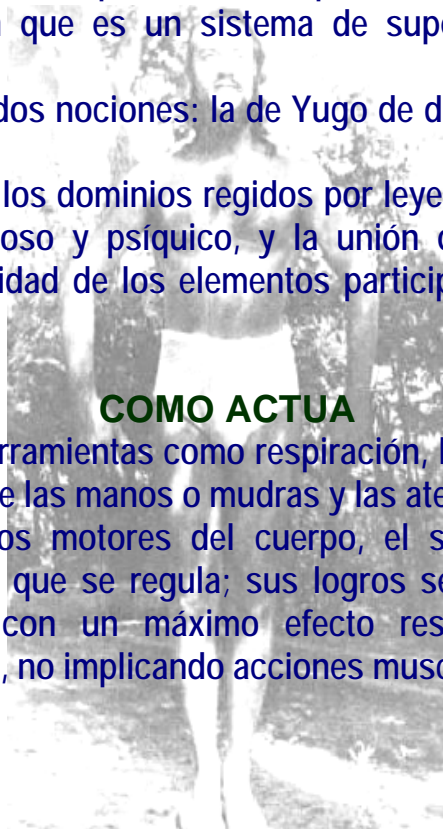 que es un sistema de supe
dos nociones: la de Yugo de d
los dominios regidos por leye
oso y psíquico, y la unión
idad de los elementos particip
COMO ACTUA
rramientas como respiración,
e las manos o mudras y las ate
os motores del cuerpo, el s
que se regula; sus logros se
con un máximo efecto res
, no implicando acciones musc